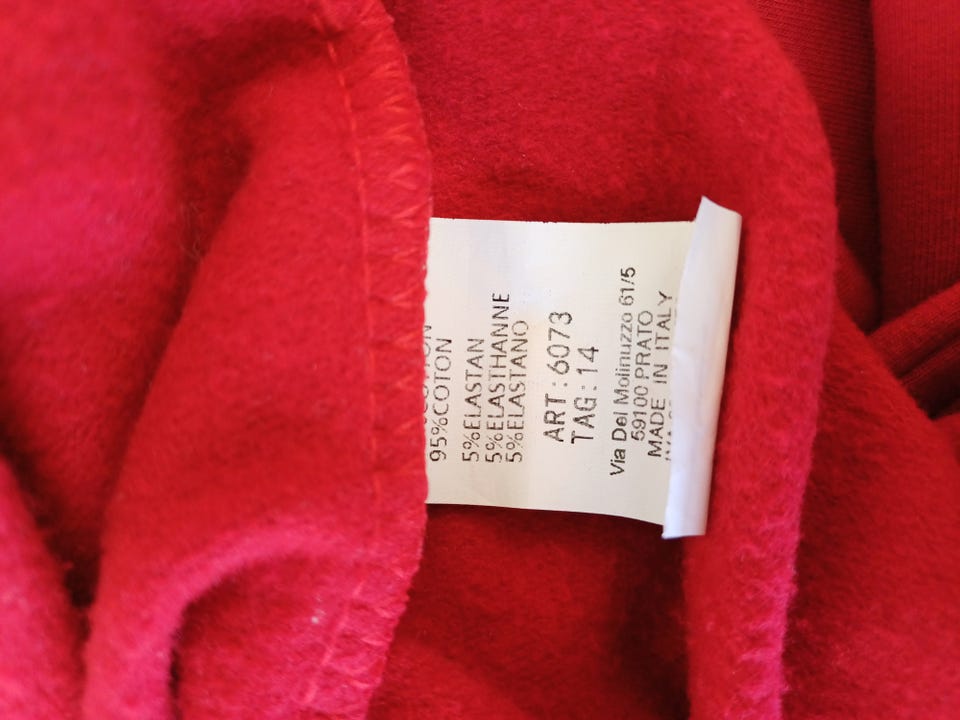 95%COTON
5%ELASTAN
5%ELASTHANNE
5%ELASTANO
ART:6073
TAG:14
Via Del Molinuzzo 61/5
59100 PRATO
MADE IN ITALY